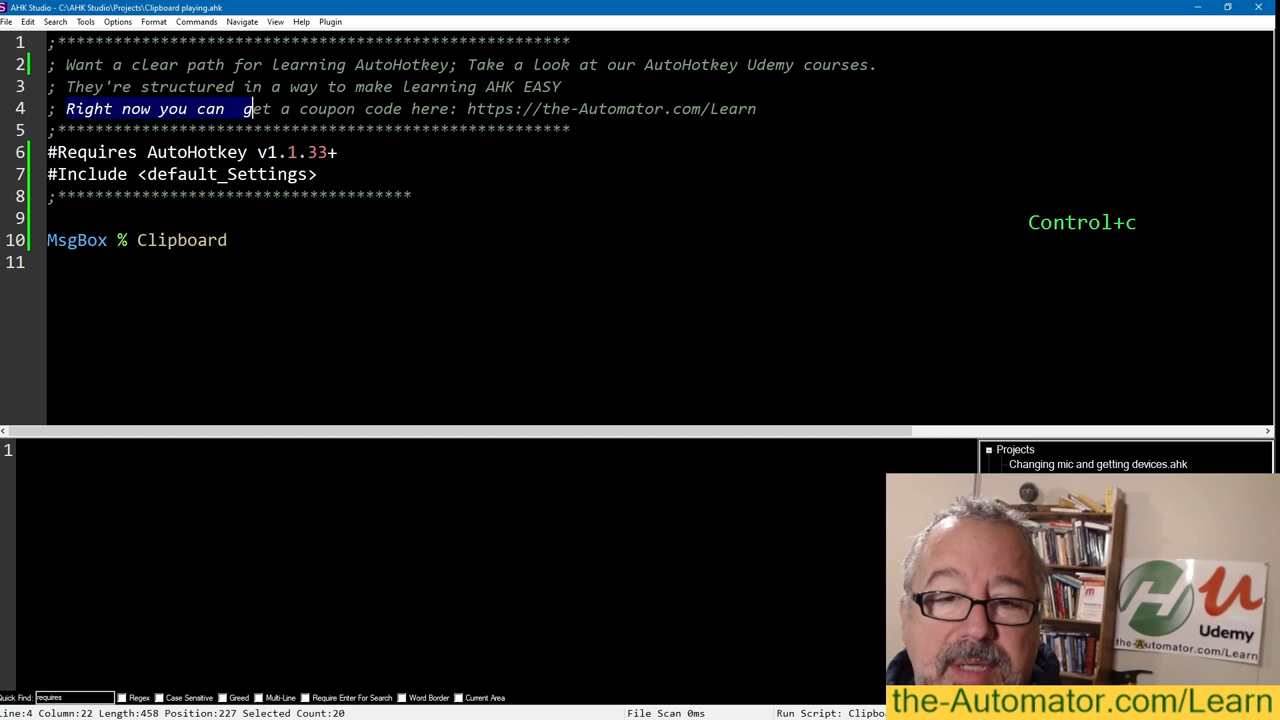 AHK Studio - C:\AHK Studio\Projects\Clipboard playing.ahk
File Edit Search Tools Options Format Commands Navigate View Help Plugin
1 ;*******************************************************
2 ; Want a clear path for learning AutoHotkey; Take a look at our AutoHotkey Udemy courses.
3 ; They're structured in a way to make learning AHK EASY
4 ; Right now you can  get a coupon code here: https://the-Automator.com/Learn
5 ;*******************************************************
6 #Requires AutoHotkey v1.1.33+
7 #Include <default_Settings>
8 ;**************************************
9
Control+c
10 MsgBox % Clipboard
11
1
Projects
Changing mic and getting devices.ahk
H u
Udemy
the-Automator.com/Learn
Quick Find: requires Regex Case Sensitive Greed Multi-Line Require Enter For Search Word Border Current Area
the-Automator.com/Learn
Line:4 Column:22 Length:458 Position:227 Selected Count:20 File Scan 0ms Run Script: Clipbo